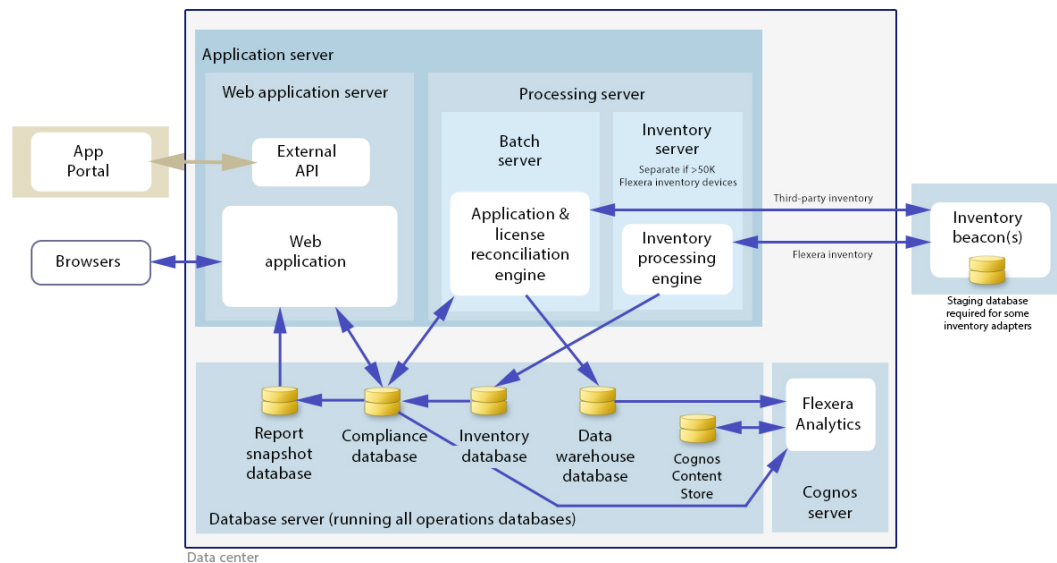 Application server
Web application server
Processing server
App
Portal
External
API
Batch
server
Inventory
server
Separate if >50K
Flexera inventory devices
Third-party inventory
Browsers
Web
application
Application &
license
reconciliation
engine
Inventory
processing
engine
Flexera inventory
Inventory
beacon(s)
Staging database
required for some
inventory adapters
Report
snapshot
database
Compliance
database
Inventory
database
Data
warehouse
database
Cognos
Content
Store
Flexera
Analytics
Cognos
server
Database server (running all operations databases)
Data center